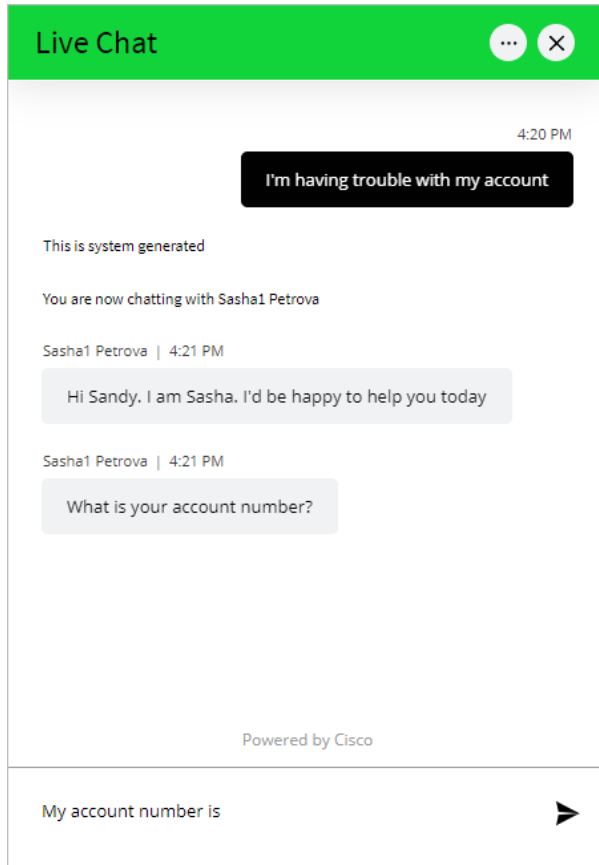 Live Chat
4:20 PM
I'm having trouble with my account
This is system generated
You are now chatting with Sasha1 Petrova
Sasha1 Petrova | 4:21 PM
Hi Sandy. I am Sasha. I'd be happy to help you today
Sasha1 Petrova | 4:21 PM
What is your account number?
Powered by Cisco
My account number is